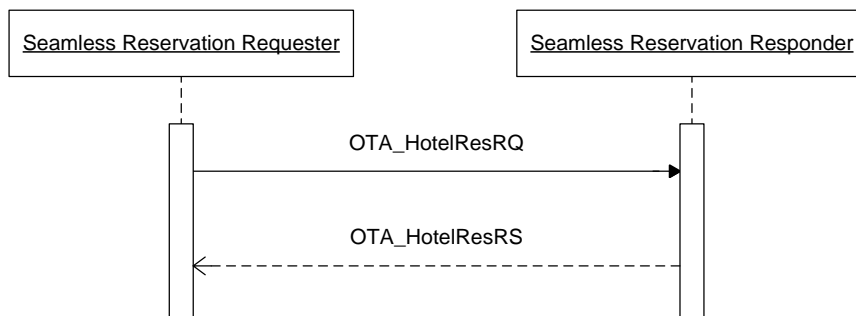 Seamless Reservation Requester
Seamless Reservation Responder
OTA_HotelResRQ
OTA_HotelResRS